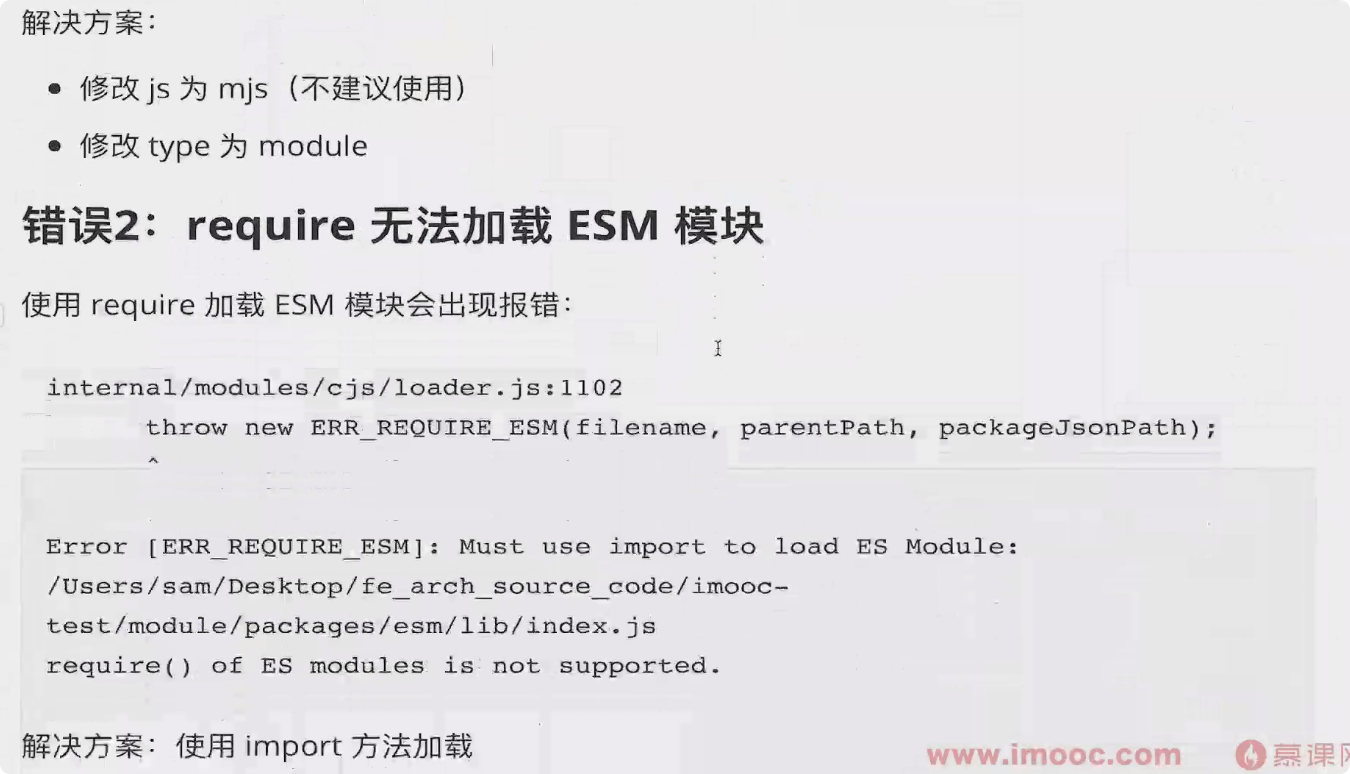 解决方案：
• 修改 js 为 mjs（不建议使用）
• 修改 type 为 module
错误2：require 无法加载 ESM 模块
使用 require 加载 ESM 模块会出现报错：
internal/modules/cjs/loader.js:1102
      throw new ERR_REQUIRE_ESM(filename, parentPath, packageJsonPath);
      ^
Error [ERR_REQUIRE_ESM]: Must use import to load ES Module:
/Users/sam/Desktop/fe_arch_source_code/imooc-
test/module/packages/esm/lib/index.js
require() of ES modules is not supported.
解决方案：使用 import 方法加载
www.imooc.com 慕课网